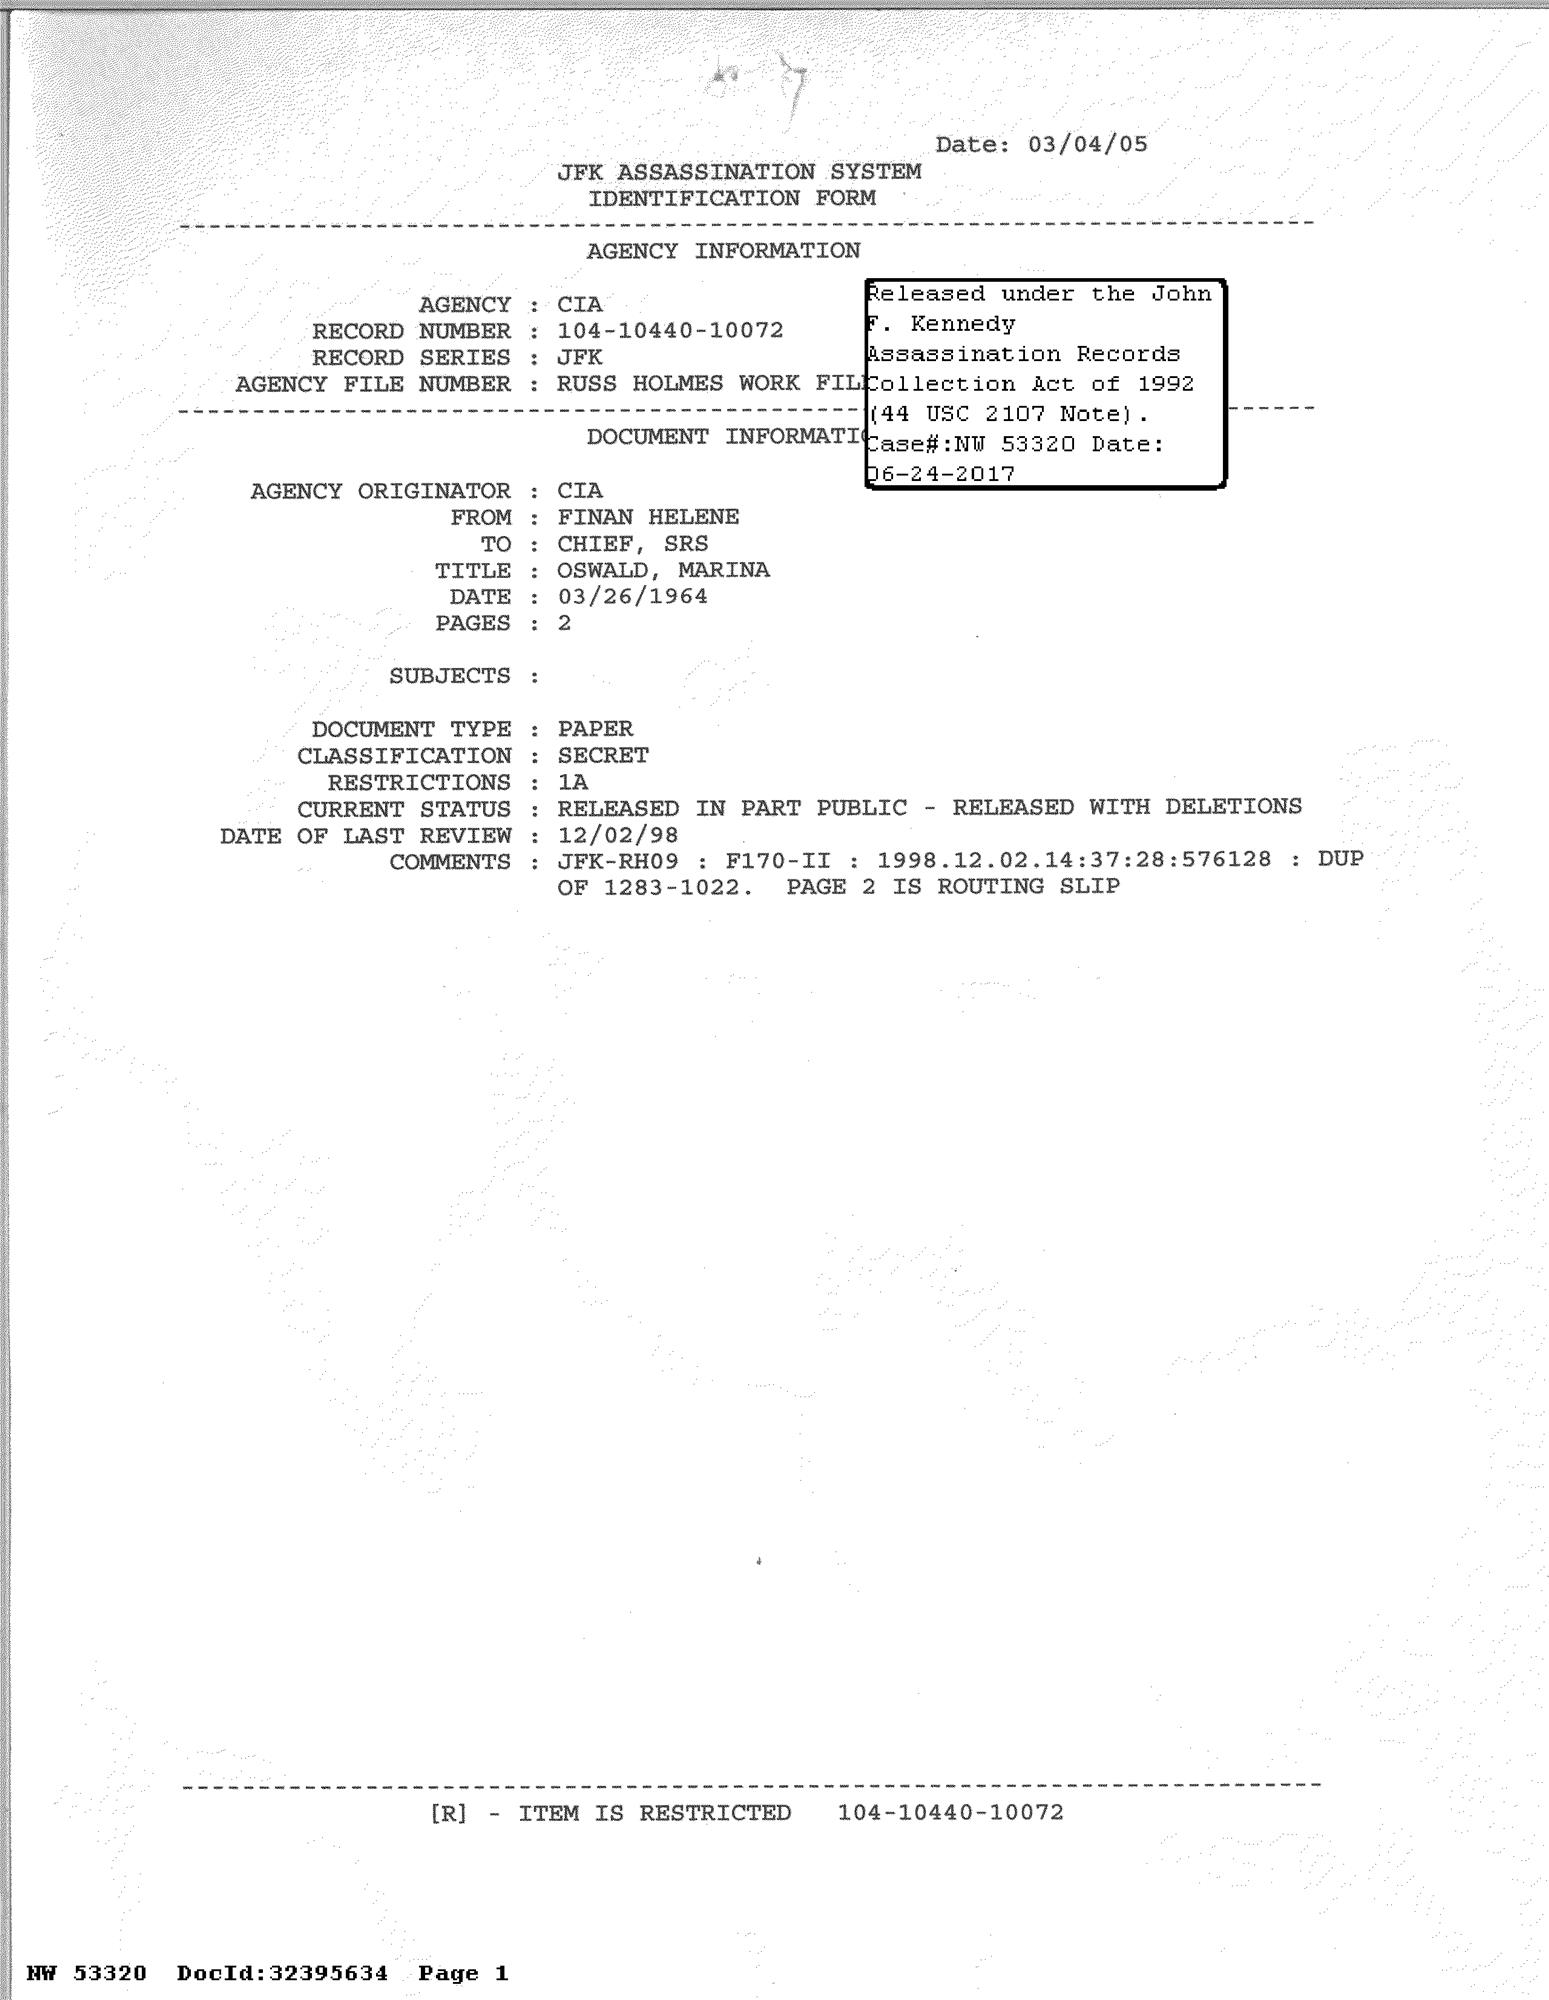 Date: 03/04/05
JFK ASSASSINATION SYSTEM
IDENTIFICATION FORM
--------------------------------------------------------------------------
AGENCY INFORMATION
AGENCY : CIA
RECORD NUMBER : 104-10440-10072
RECORD SERIES : JFK
AGENCY FILE NUMBER : RUSS HOLMES WORK FILE
Released under the John
F. Kennedy
Assassination Records
Collection Act of 1992
(44 USC 2107 Note).
Case#:NW 53320 Date:
06-24-2017
--------------------------------------------------------------------------
DOCUMENT INFORMATIO
AGENCY ORIGINATOR : CIA
FROM : FINAN HELENE
TO : CHIEF, SRS
TITLE : OSWALD, MARINA
DATE : 03/26/1964
PAGES : 2
SUBJECTS :
DOCUMENT TYPE : PAPER
CLASSIFICATION : SECRET
RESTRICTIONS : 1A
CURRENT STATUS : RELEASED IN PART PUBLIC - RELEASED WITH DELETIONS
DATE OF LAST REVIEW : 12/02/98
COMMENTS : JFK-RH09 : F170-II : 1998.12.02.14:37:28:576128 : DUP
OF 1283-1022. PAGE 2 IS ROUTING SLIP
--------------------------------------------------------------------------
[R] - ITEM IS RESTRICTED 104-10440-10072
NW 53320 DocId:32395634 Page 1